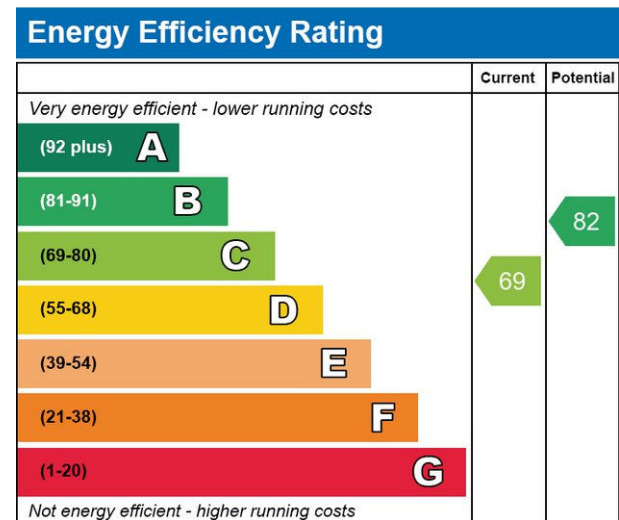 Energy Efficiency Rating
Current Potential
Very energy efficient - lower running costs
(92 plus) A
(81-91) B
82
(69-80) C
69
(55-68) D
(39-54) E
(21-38) F
(1-20) G
Not energy efficient - higher running costs